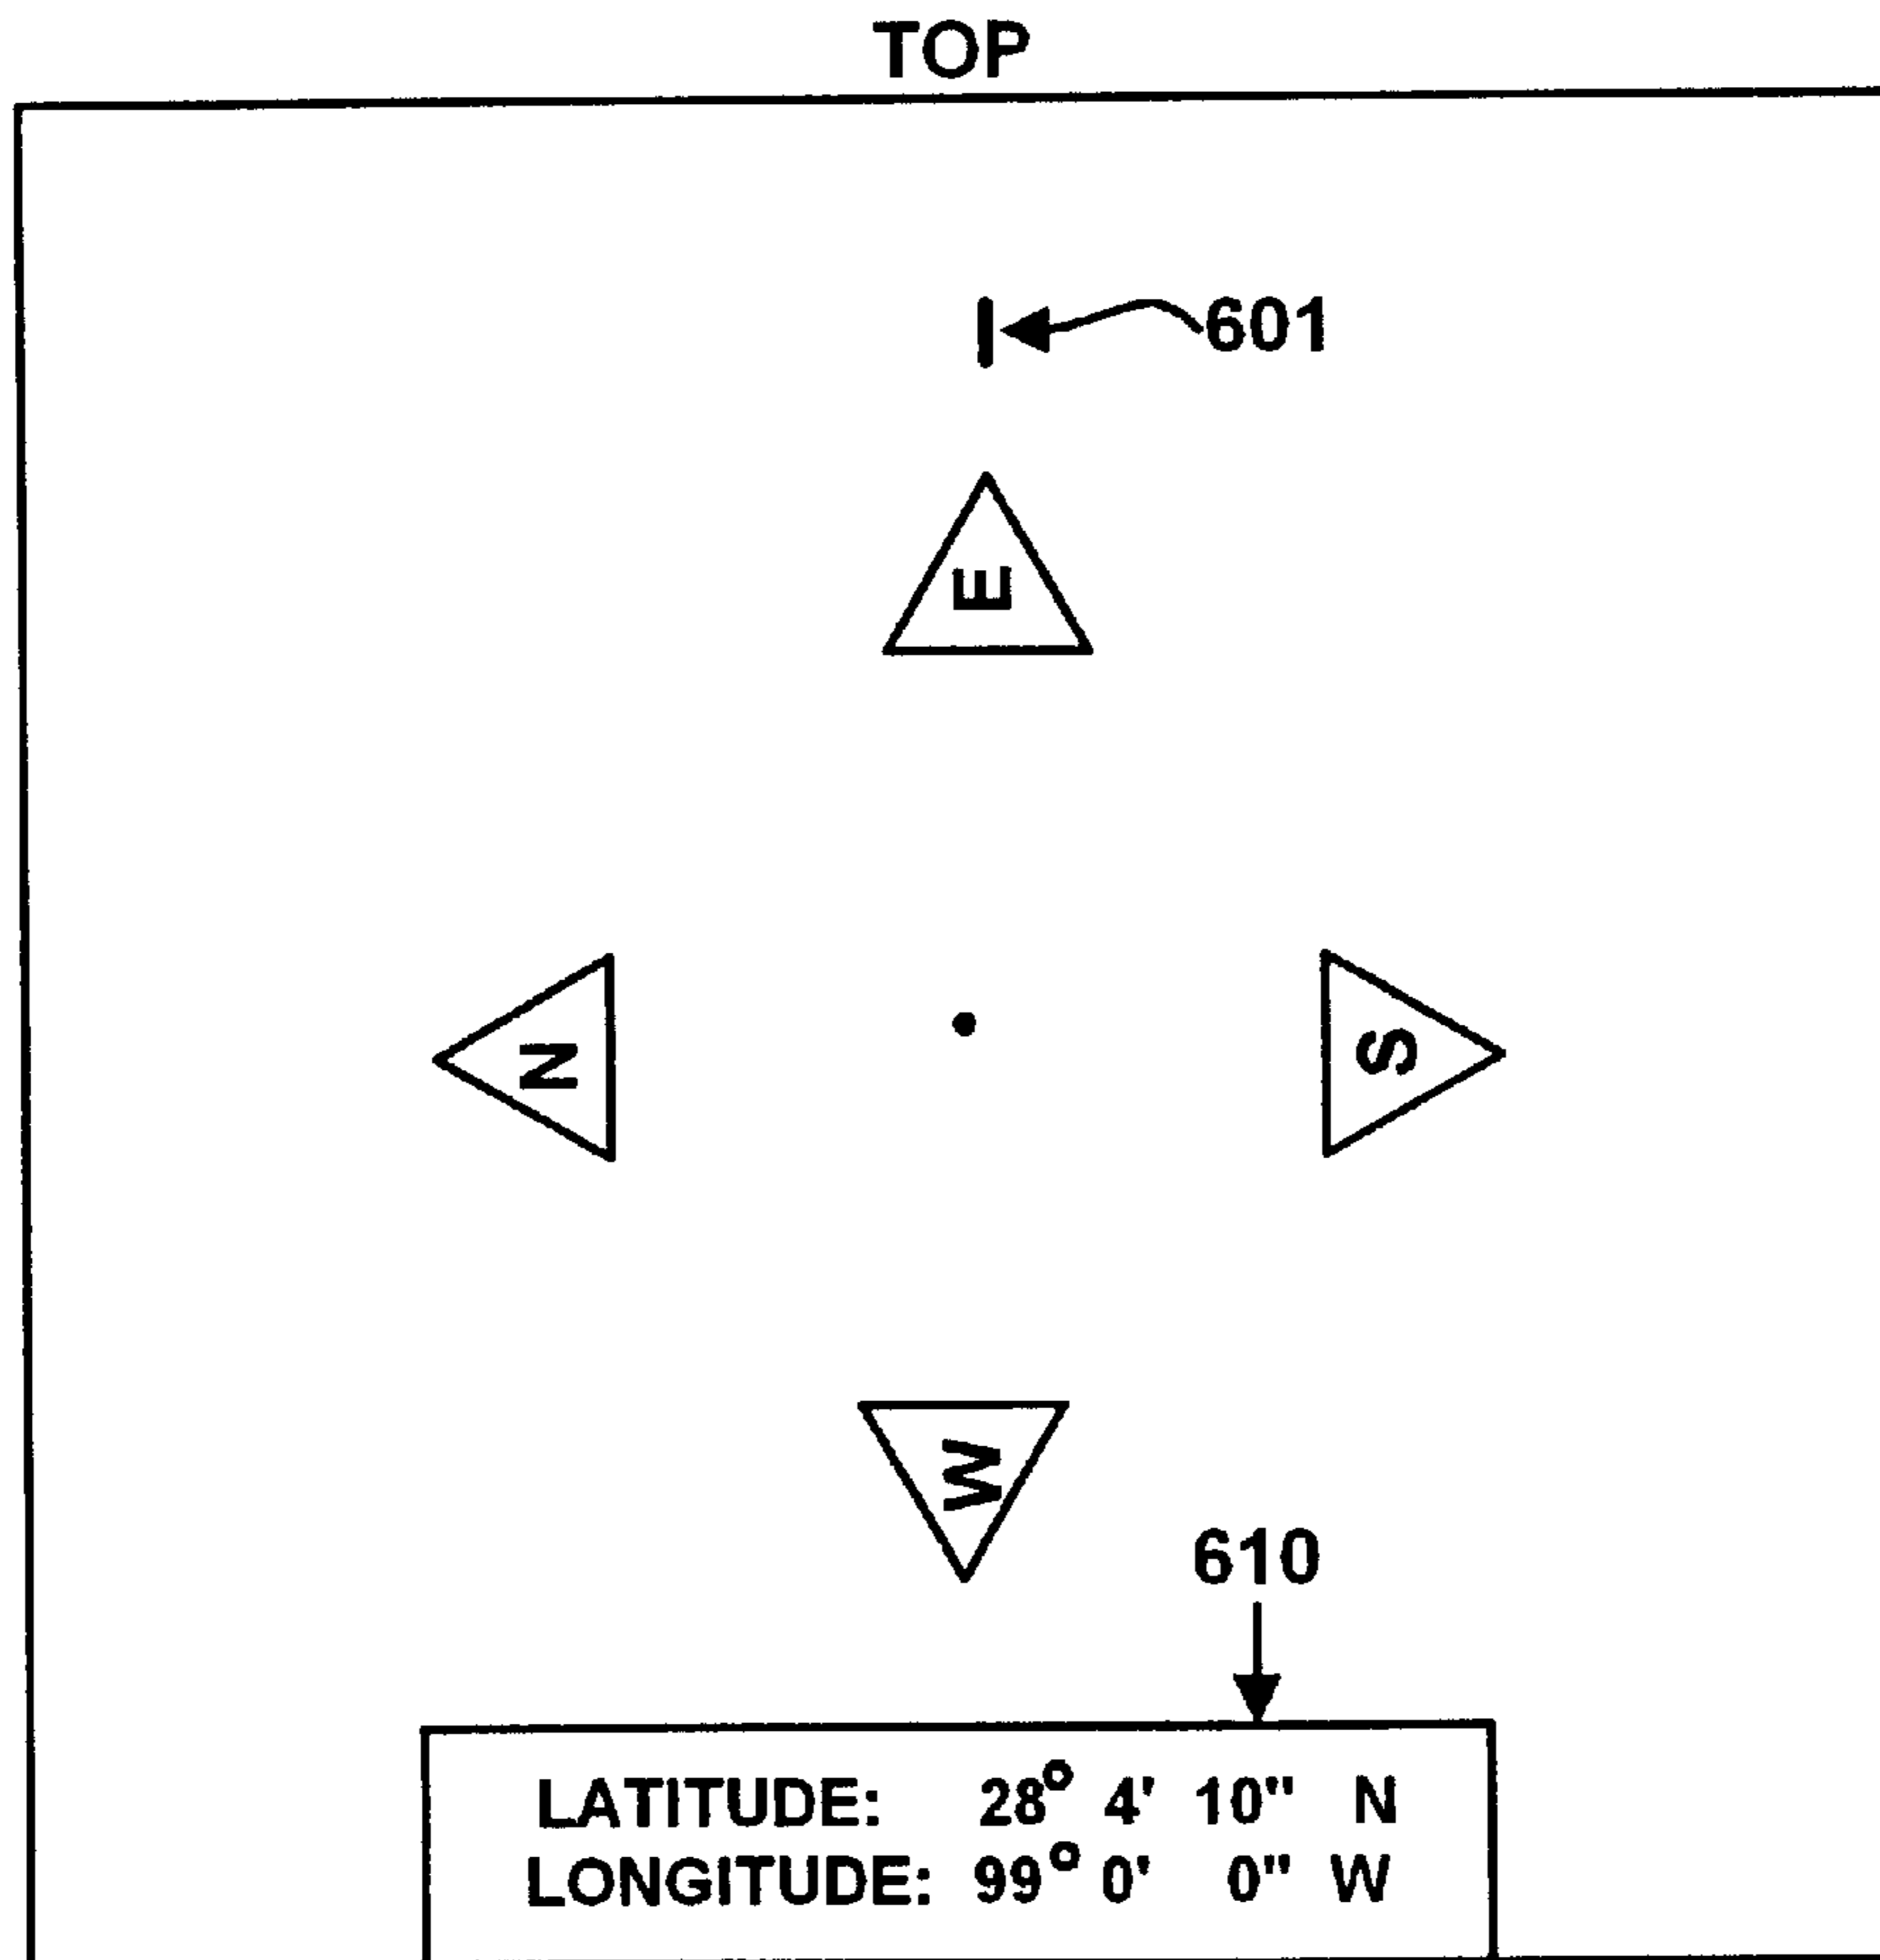 TOP
601
E
N
S
W
610
LATITUDE: 28° 4' 10" N
LONGITUDE: 99° 0' 0" W